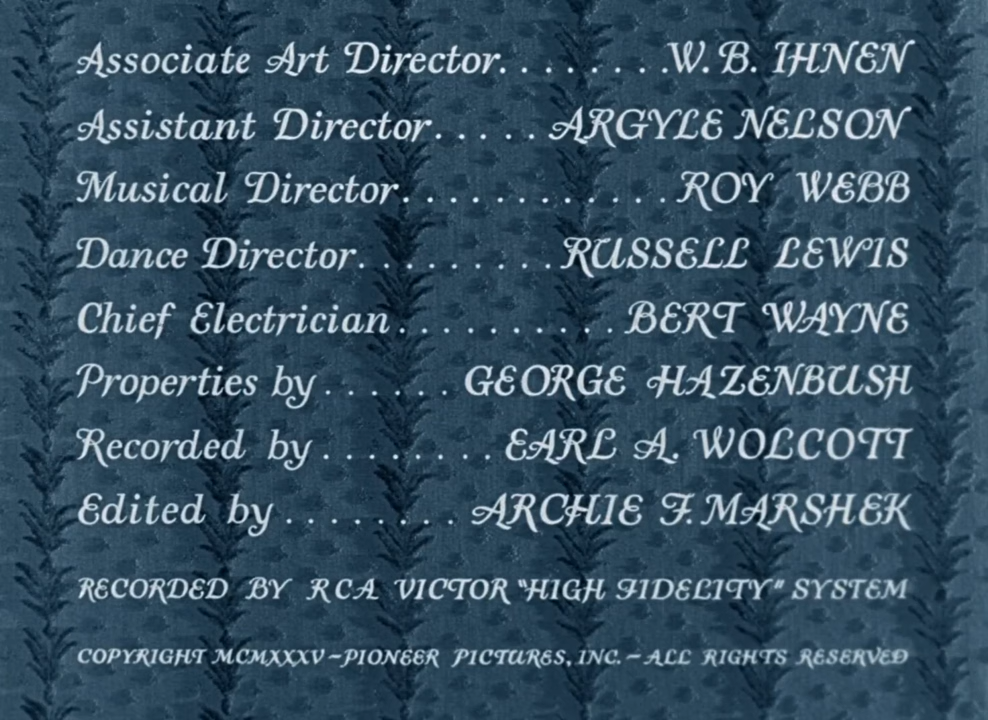 Associate Art Director. . . . . . . .W. B. IHNEN
Assistant Director. . . . . ARGYLE NELSON
Musical Director. . . . . . . . . . . . ROY WEBB
Dance Director. . . . . . . . . RUSSELL LEWIS
Chief Electrician. . . . . . . . . . BERT WAYNE
Properties by . . . . . . GEORGE HAZENBUSH
Recorded by . . . . . . . . EARL A. WOLCOTT
Edited by . . . . . . . . ARCHIE F. MARSHEK
RECORDED BY RCA VICTOR "HIGH FIDELITY" SYSTEM
COPYRIGHT MCMXXXV – PIONEER PICTURES, INC. – ALL RIGHTS RESERVED